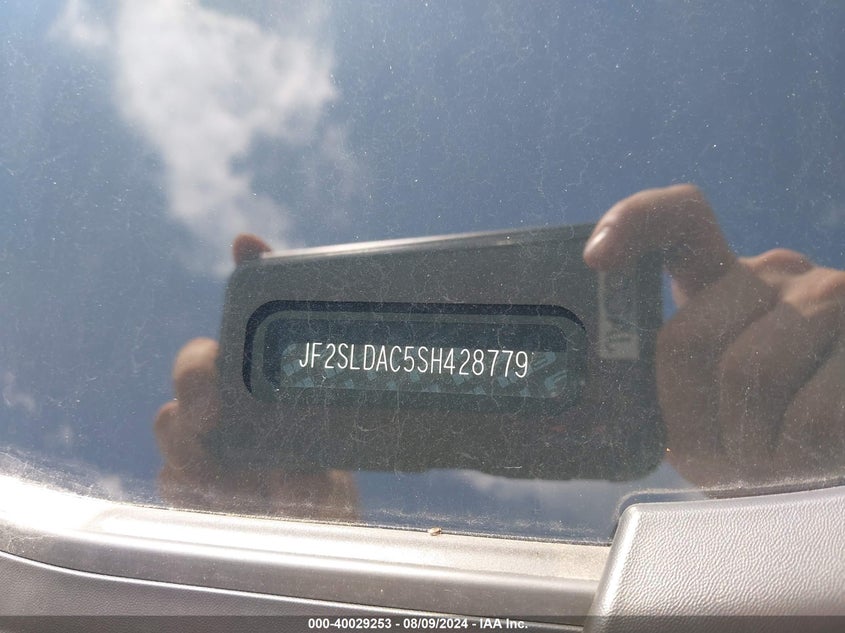 JF2SLDAC5SH428779
000-40029253 - 08/09/2024 - IAA Inc.